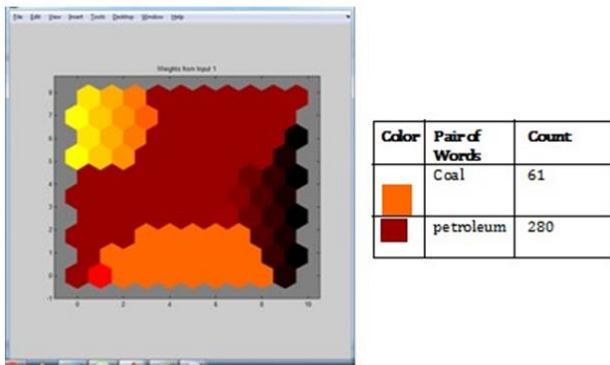 File Edit View Insert Tools Desktop Window Help
Weights from Input 1
8
7
6
5
4
3
2
1
0
-1
0 2 4 6 8 10
Color Pair of Words Count
Coal 61
petroleum 280